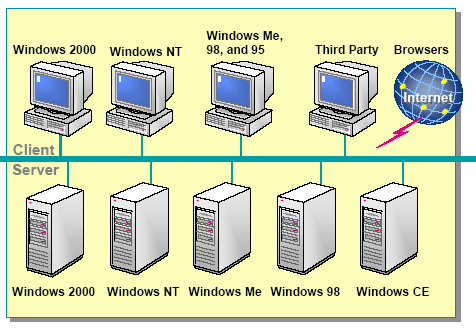 Windows 2000
Windows NT
Windows Me,
98, and 95
Third Party
Browsers
Internet
Client
Server
Windows 2000
Windows NT
Windows Me
Windows 98
Windows CE